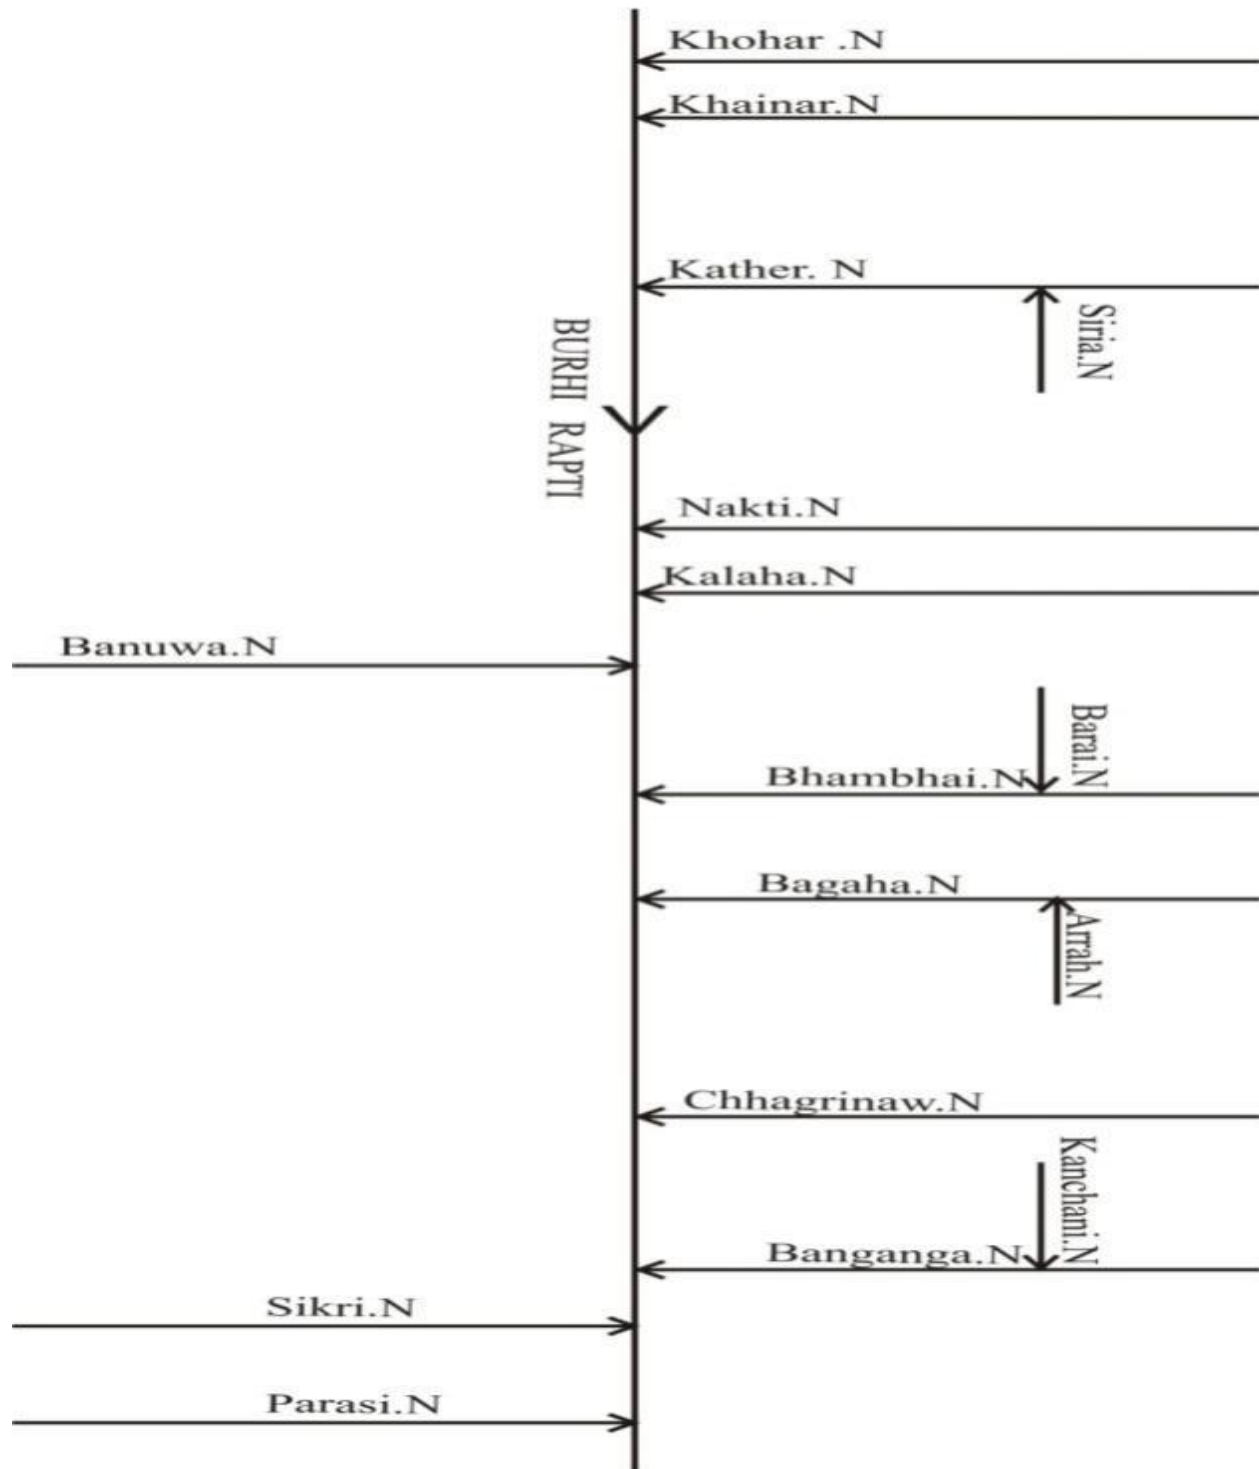 Khohar .N
Khainar.N
Kather. N
Siria.N
BURHI RAPTI
Nakti.N
Kalaha.N
Banuwa.N
Barai.N
Bhambhai.N
Bagaha.N
Arrah.N
Chhagrinaw.N
Kanchani.N
Banganga.N
Sikri.N
Parasi.N